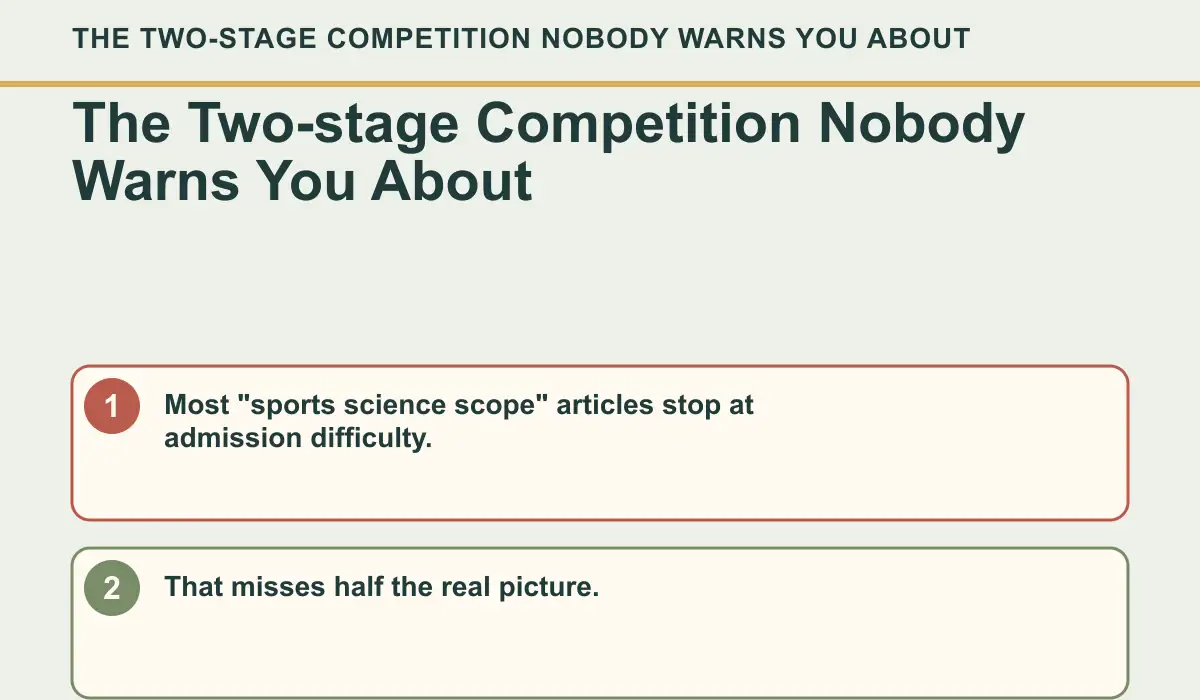 THE TWO-STAGE COMPETITION NOBODY WARNS YOU ABOUT
The Two-stage Competition Nobody
Warns You About
1
Most "sports science scope" articles stop at
admission difficulty.
2
That misses half the real picture.